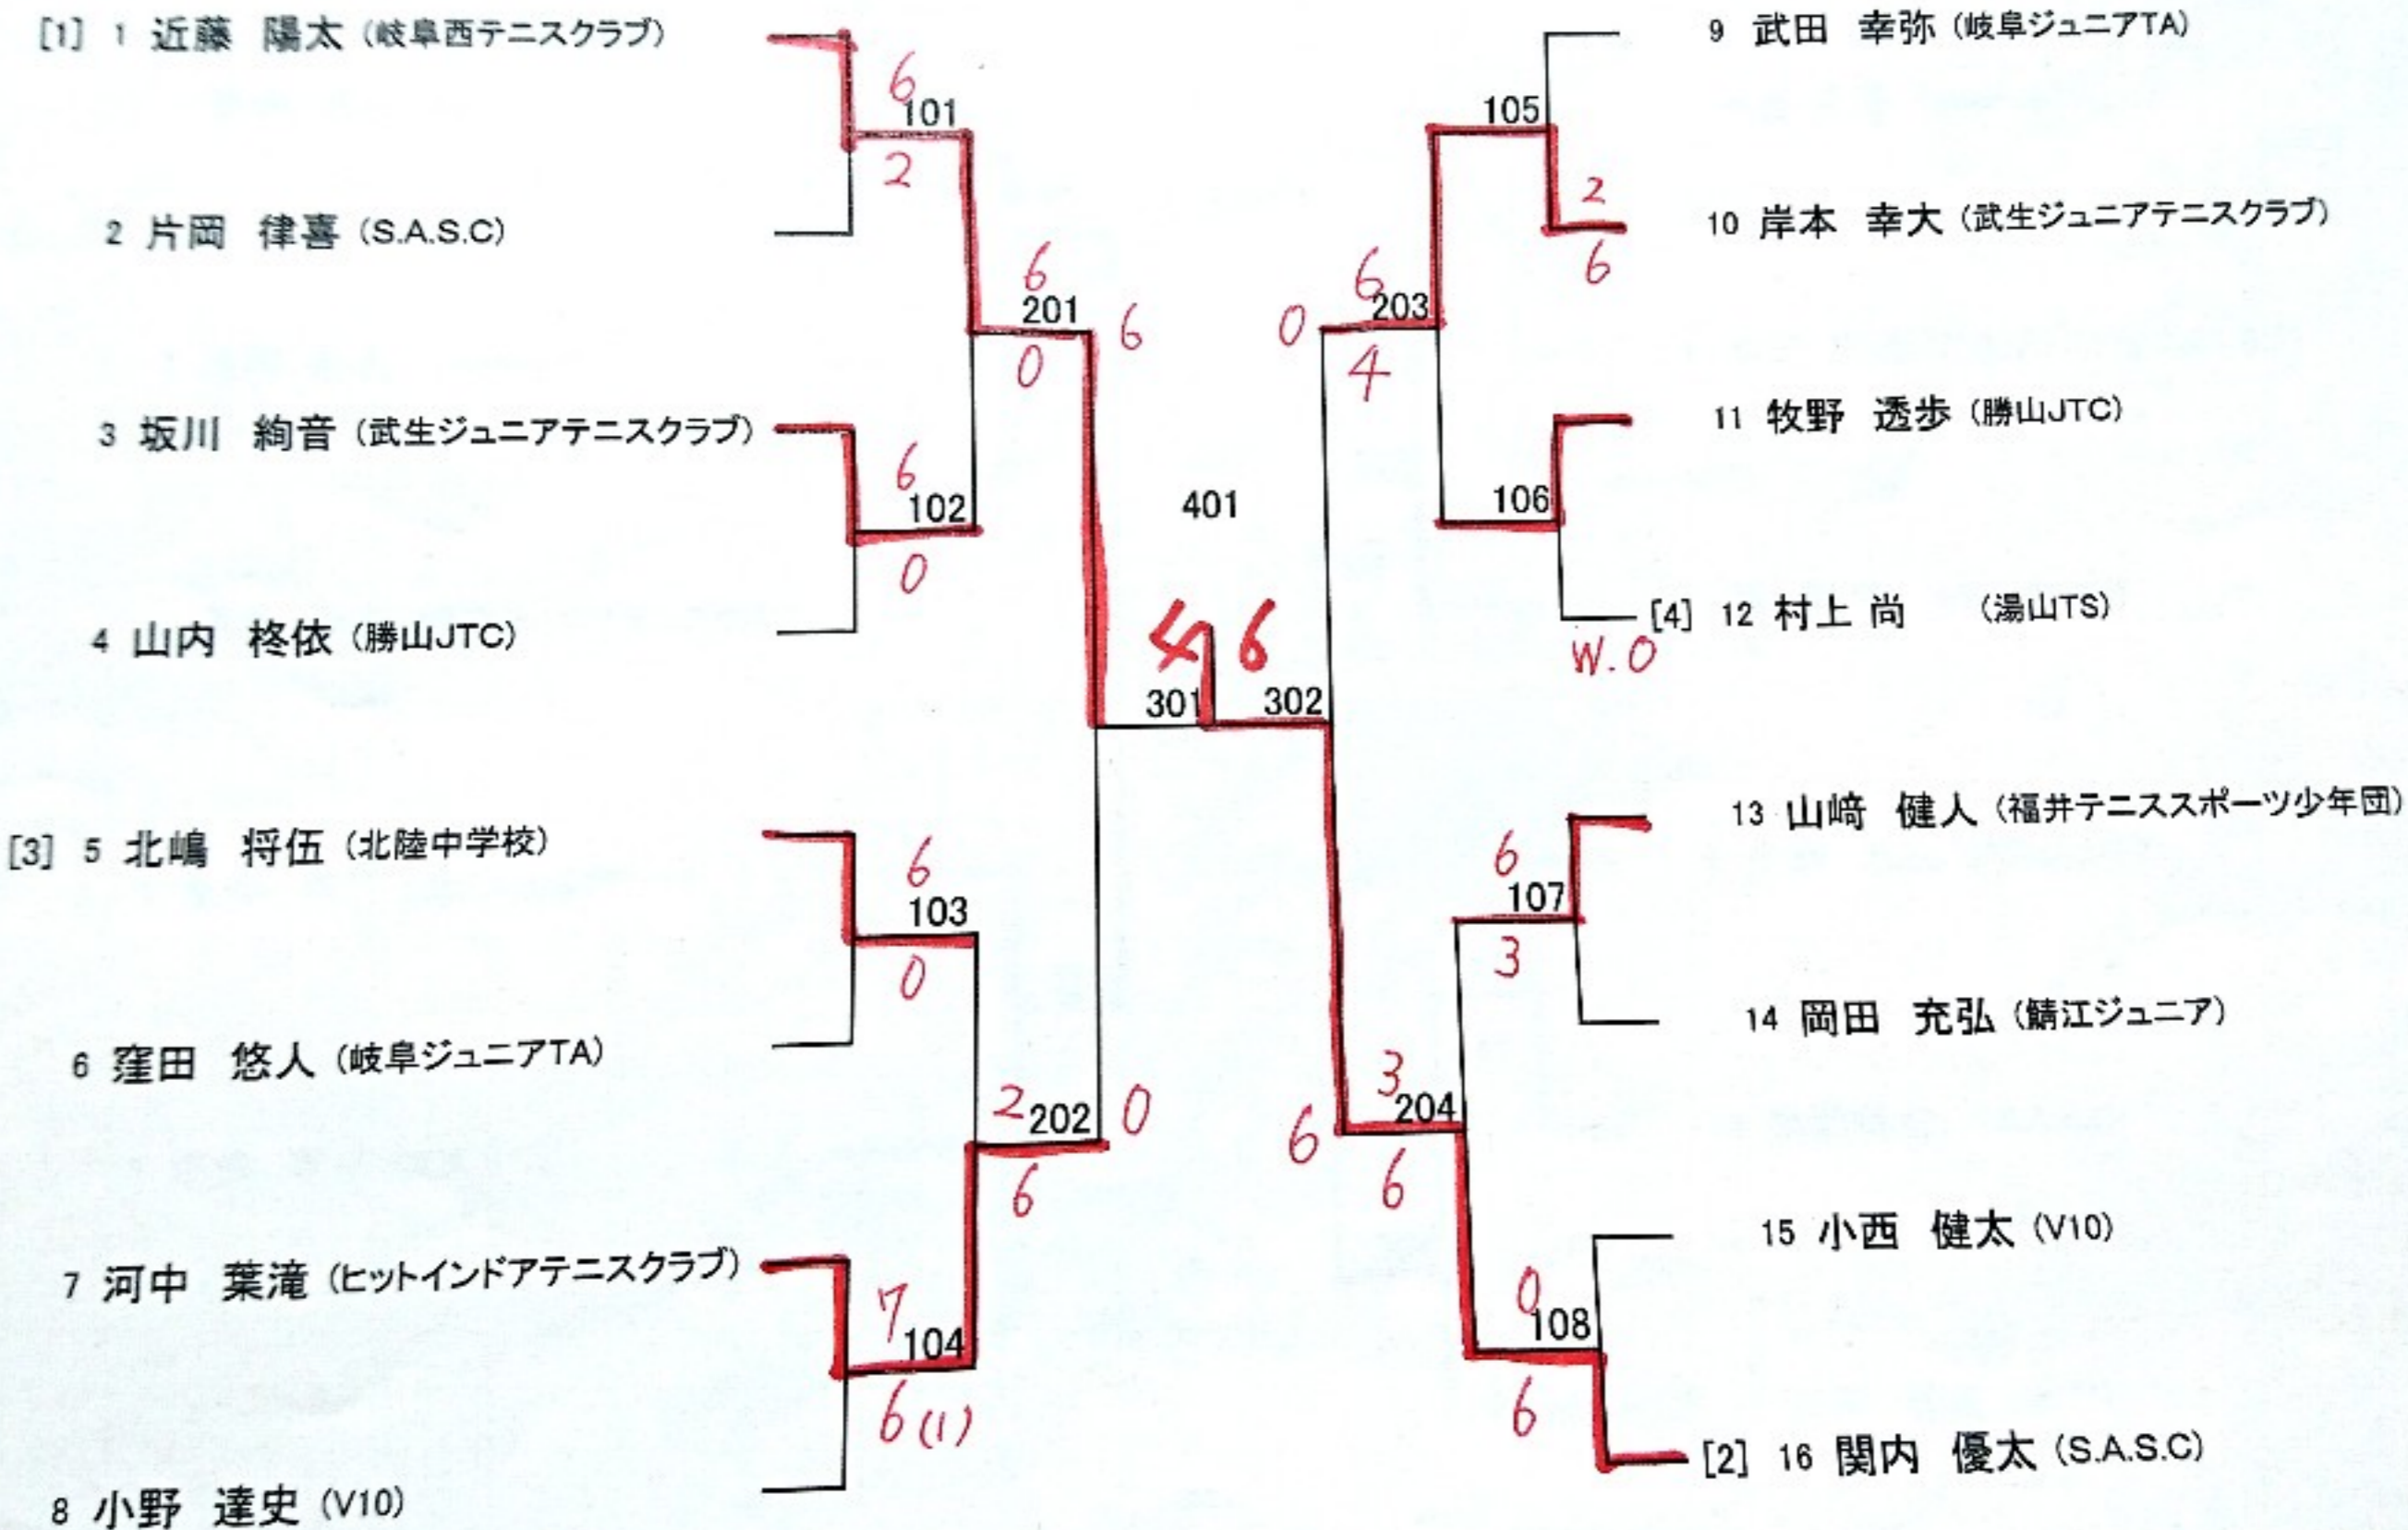 [1] 1 近藤 陽太 (岐阜西テニスクラブ)
6
101
2
2 片岡 律喜 (S.A.S.C)
6
201
0
6
3 坂川 絢音 (武生ジュニアテニスクラブ)
6
102
0
4 山内 柊依 (勝山JTC)
[3] 5 北嶋 将伍 (北陸中学校)
6
103
0
6 窪田 悠人 (岐阜ジュニアTA)
2
202
6
0
7 河中 葉滝 (ヒットインドアテニスクラブ)
7
104
6(1)
8 小野 達史 (V10)
401
4 6
301 302
9 武田 幸弥 (岐阜ジュニアTA)
105
2
10 岸本 幸大 (武生ジュニアテニスクラブ)
6
6
0
203
4
11 牧野 透歩 (勝山JTC)
106
[4] 12 村上 尚 (湯山TS)
W.O
13 山﨑 健人 (福井テニススポーツ少年団)
6
107
3
14 岡田 充弘 (鯖江ジュニア)
3
204
6
6
15 小西 健太 (V10)
0
108
6
[2] 16 関内 優太 (S.A.S.C)